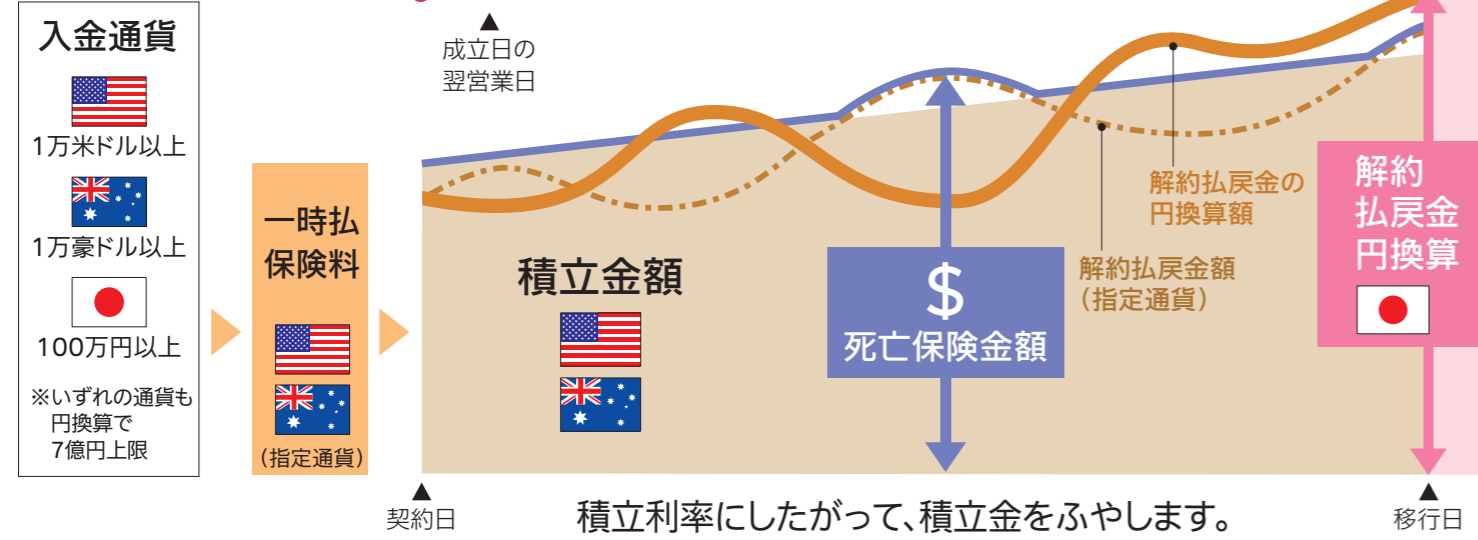 入金通貨
1万米ドル以上
1万豪ドル以上
100万円以上
※いずれの通貨も
円換算で
7億円上限
一時払
保険料
(指定通貨)
▲
成立日の
翌営業日
積立金額
$
死亡保険金額
解約払戻金の
円換算額
解約払戻金額
(指定通貨)
解約
払戻金
円換算
▲
契約日
積立利率にしたがって、積立金をふやします。
▲
移行日